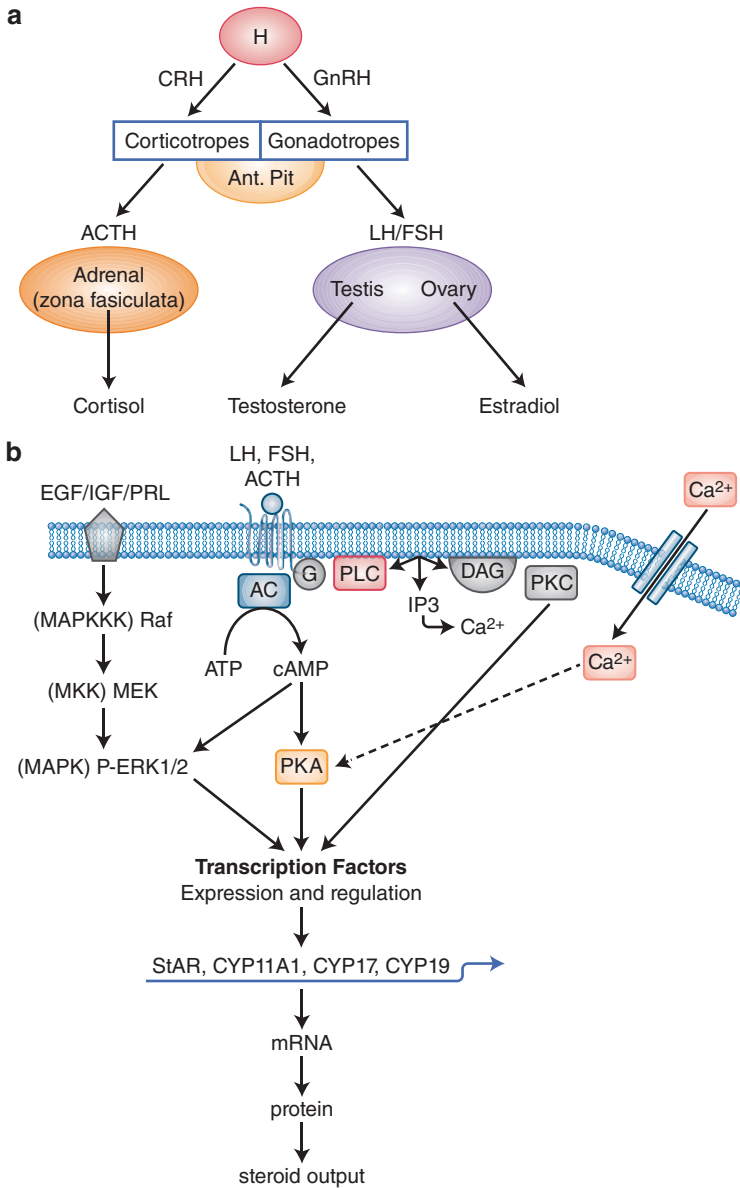 a
H
CRH
GnRH
Corticotropes
Gonadotropes
Ant. Pit
ACTH
LH/FSH
Adrenal
(zona fasiculata)
Testis
Ovary
Cortisol
Testosterone
Estradiol
b
LH, FSH,
ACTH
EGF/IGF/PRL
Ca²⁺
G
PLC
DAG
PKC
AC
IP3
Ca²⁺
(MAPKKK) Raf
ATP
cAMP
Ca²⁺
(MKK) MEK
(MAPK) P-ERK1/2
PKA
Transcription Factors
Expression and regulation
StAR, CYP11A1, CYP17, CYP19
mRNA
protein
steroid output